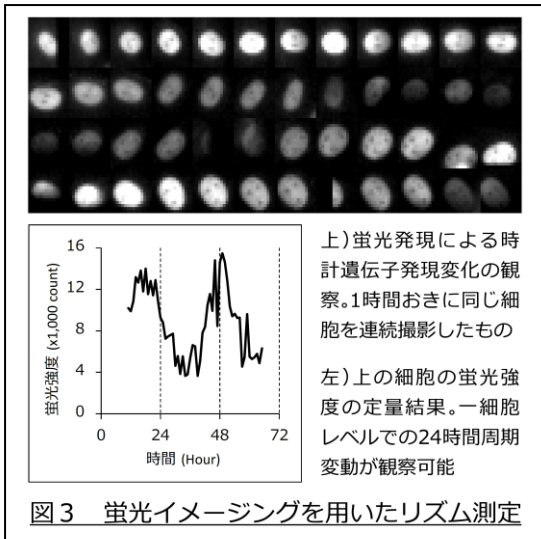 16
12
8
4
0
0
24
48
72
蛍光強度 (x1,000 count)
時間 (Hour)
上)蛍光発現による時
計遺伝子発現変化の観
察。1時間おきに同じ細
胞を連続撮影したもの
左)上の細胞の蛍光強
度の定量結果。一細胞
レベルでの24時間周期
変動が観察可能
図3 蛍光イメージングを用いたリズム測定